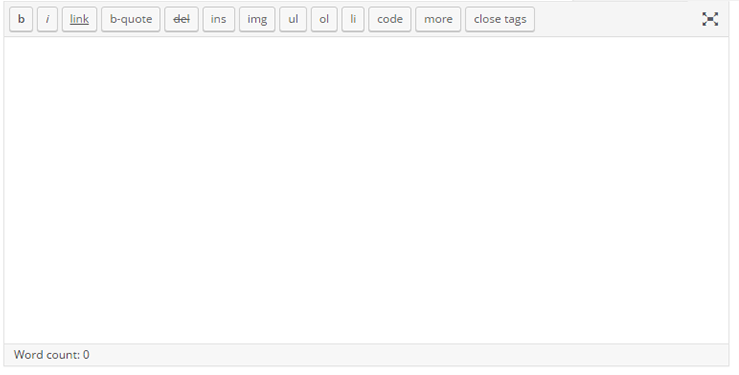 b i link b-quote del ins img ul ol li code more close tags
Word count: 0